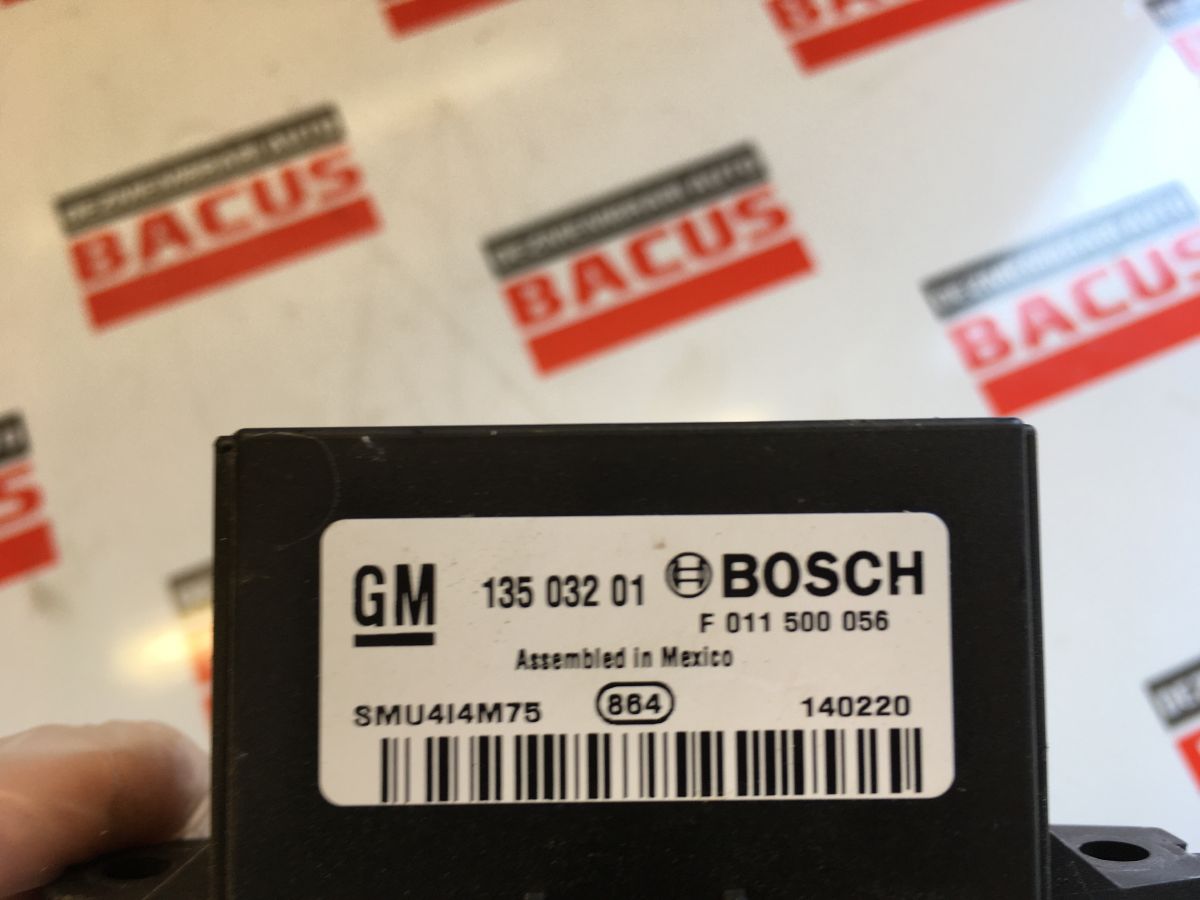 BACUS
BACUS
BACUS
GM 135 032 01 BOSCH
F 011 500 056
Assembled in Mexico
SMU4I4M75 864 140220